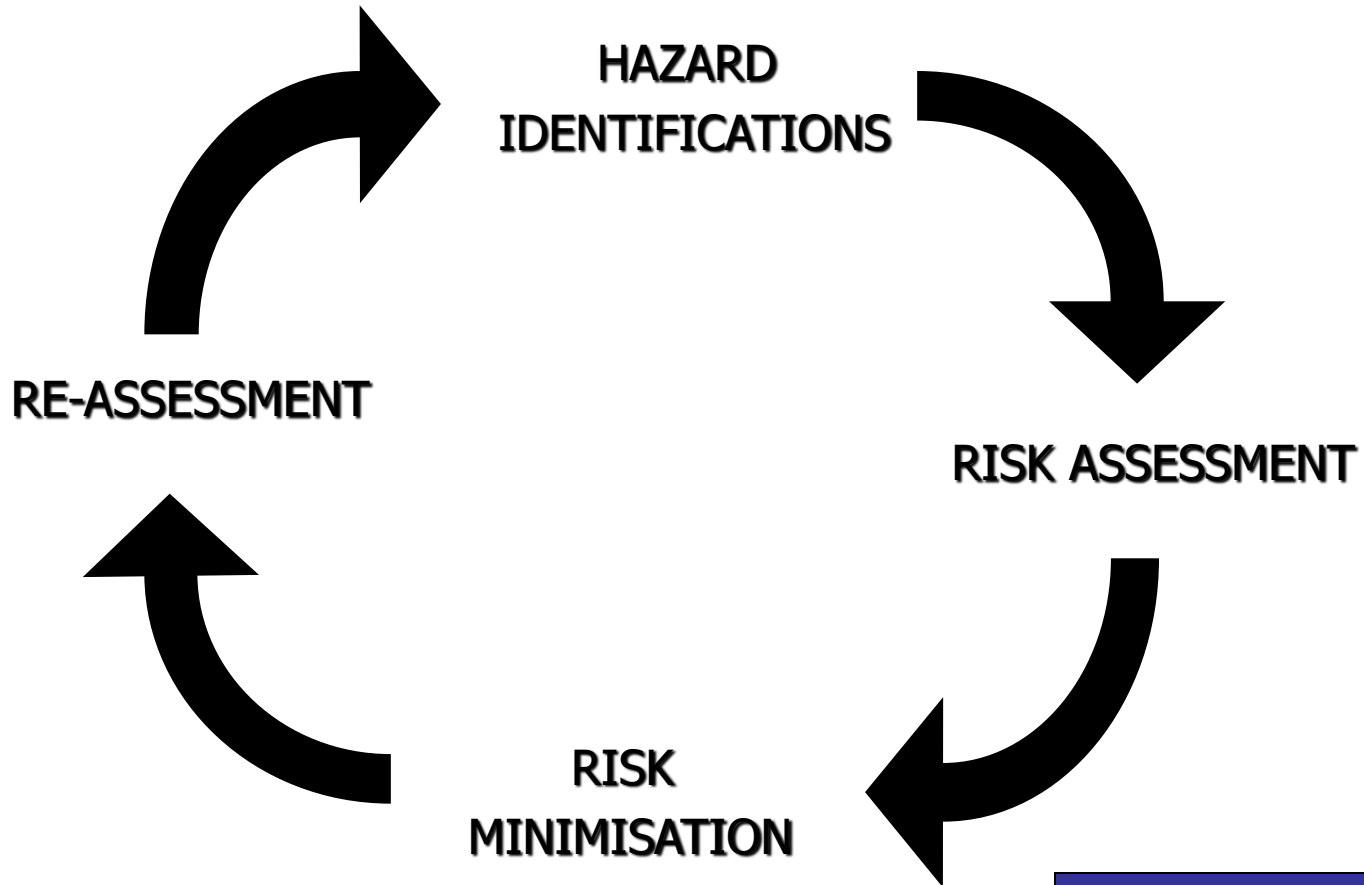 HAZARD
IDENTIFICATIONS
RISK ASSESSMENT
RISK
MINIMISATION
RE-ASSESSMENT